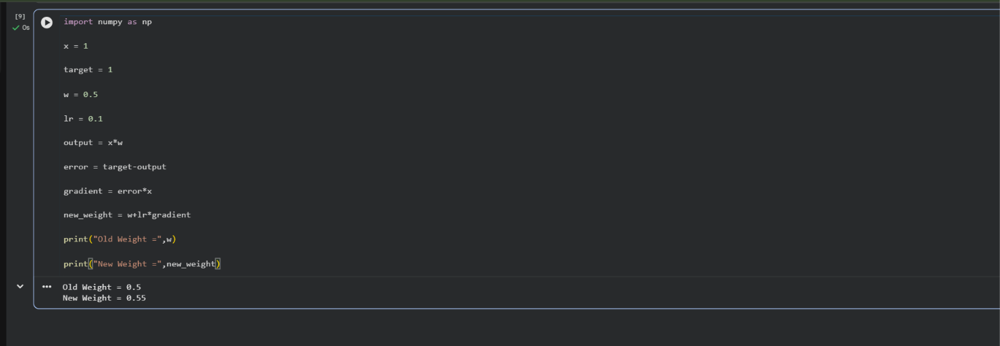 [9]
0s
import numpy as np
x = 1
target = 1
w = 0.5
lr = 0.1
output = x*w
error = target-output
gradient = error*x
new_weight = w+lr*gradient
print("Old Weight =",w)
print("New Weight =",new_weight)
Old Weight = 0.5
New Weight = 0.55